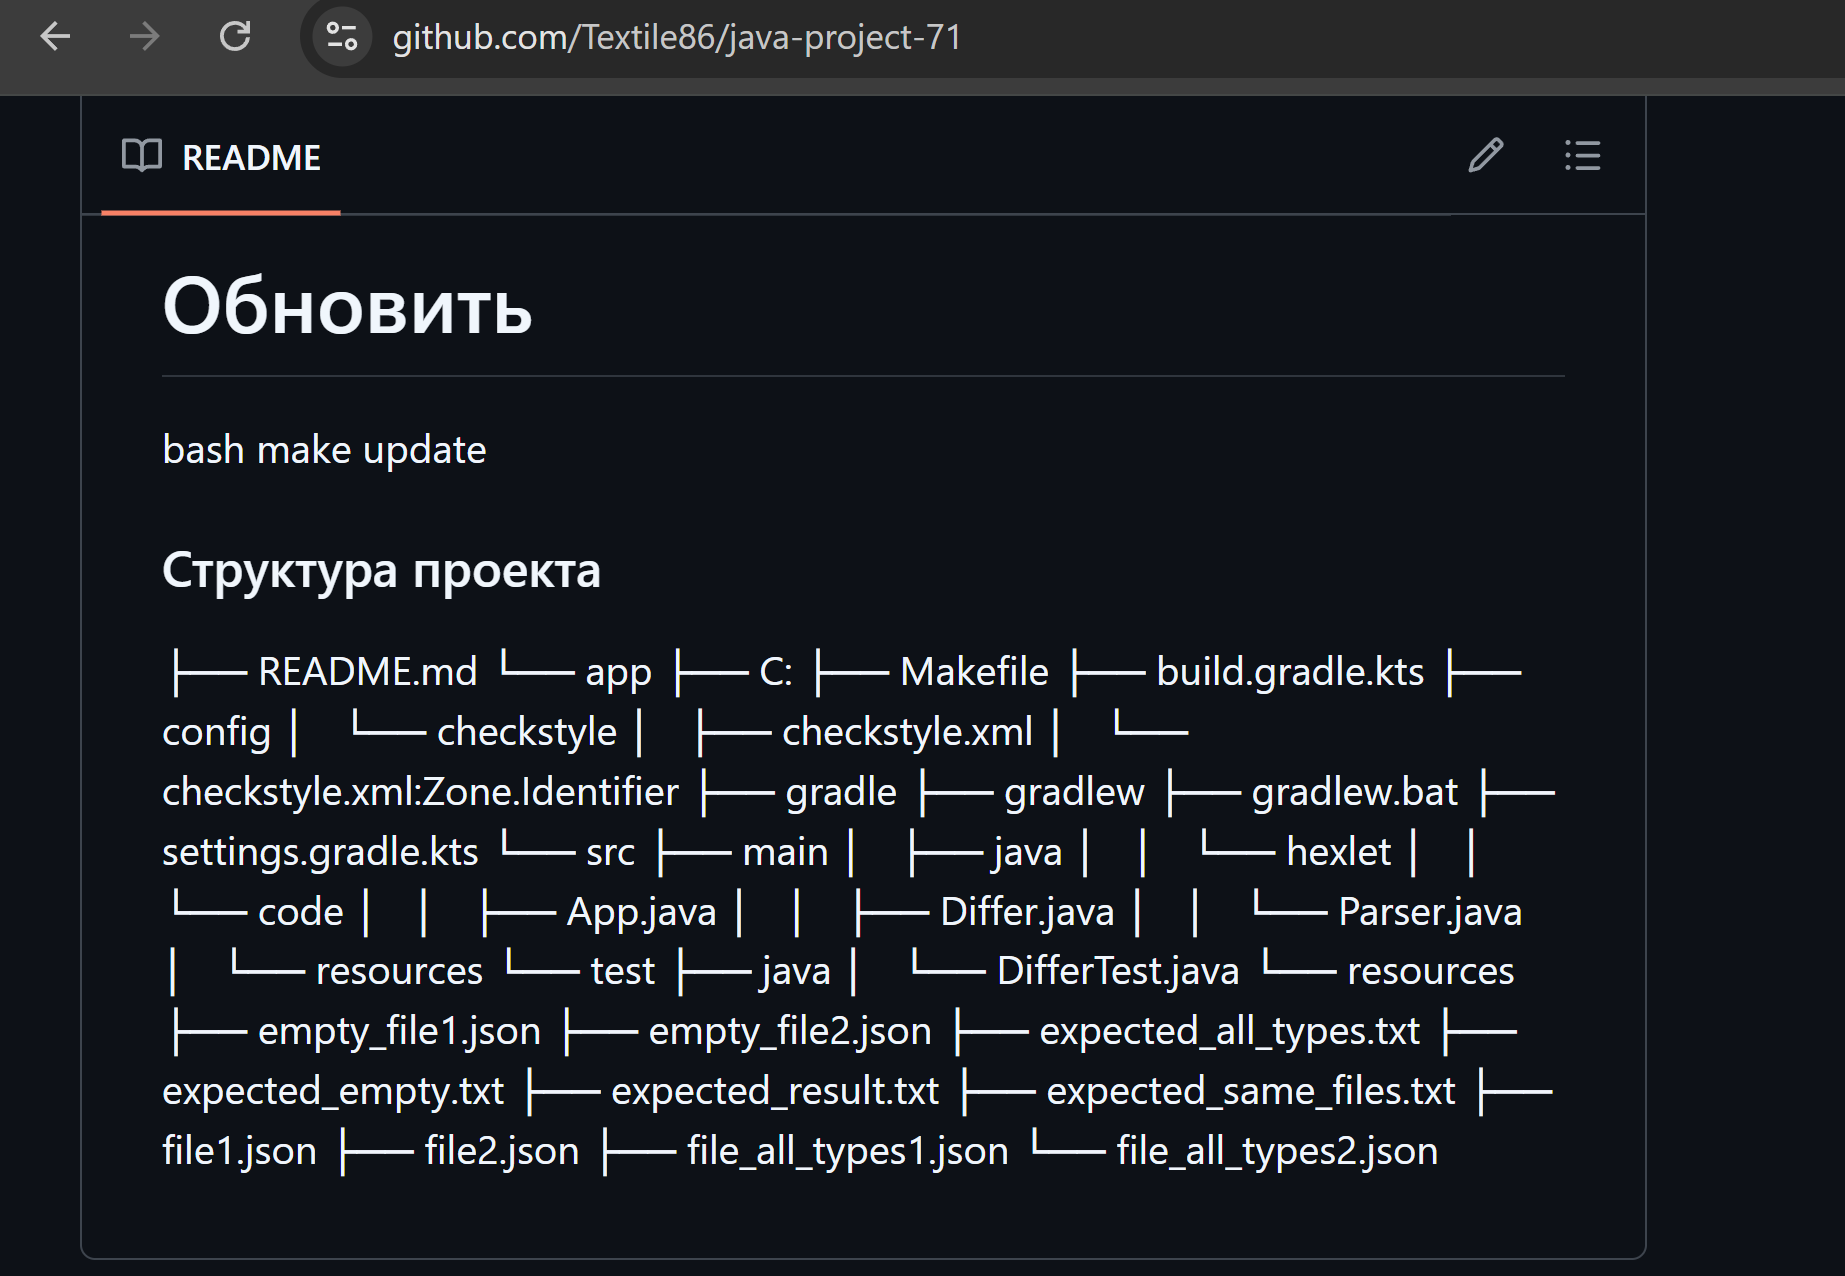 github.com/Textile86/java-project-71
README
Обновить
bash make update
Структура проекта
├── README.md └── app ├── C: ├── Makefile ├── build.gradle.kts ├──
config │   └── checkstyle │   ├── checkstyle.xml │   └──
checkstyle.xml:Zone.Identifier ├── gradle ├── gradlew ├── gradlew.bat ├──
settings.gradle.kts └── src ├── main │   ├── java │   │   └── hexlet │   │
└── code │   │   ├── App.java │   │   ├── Differ.java │   │   └── Parser.java
│   └── resources └── test ├── java │   └── DifferTest.java └── resources
├── empty_file1.json ├── empty_file2.json ├── expected_all_types.txt ├──
expected_empty.txt ├── expected_result.txt ├── expected_same_files.txt ├──
file1.json ├── file2.json ├── file_all_types1.json └── file_all_types2.json